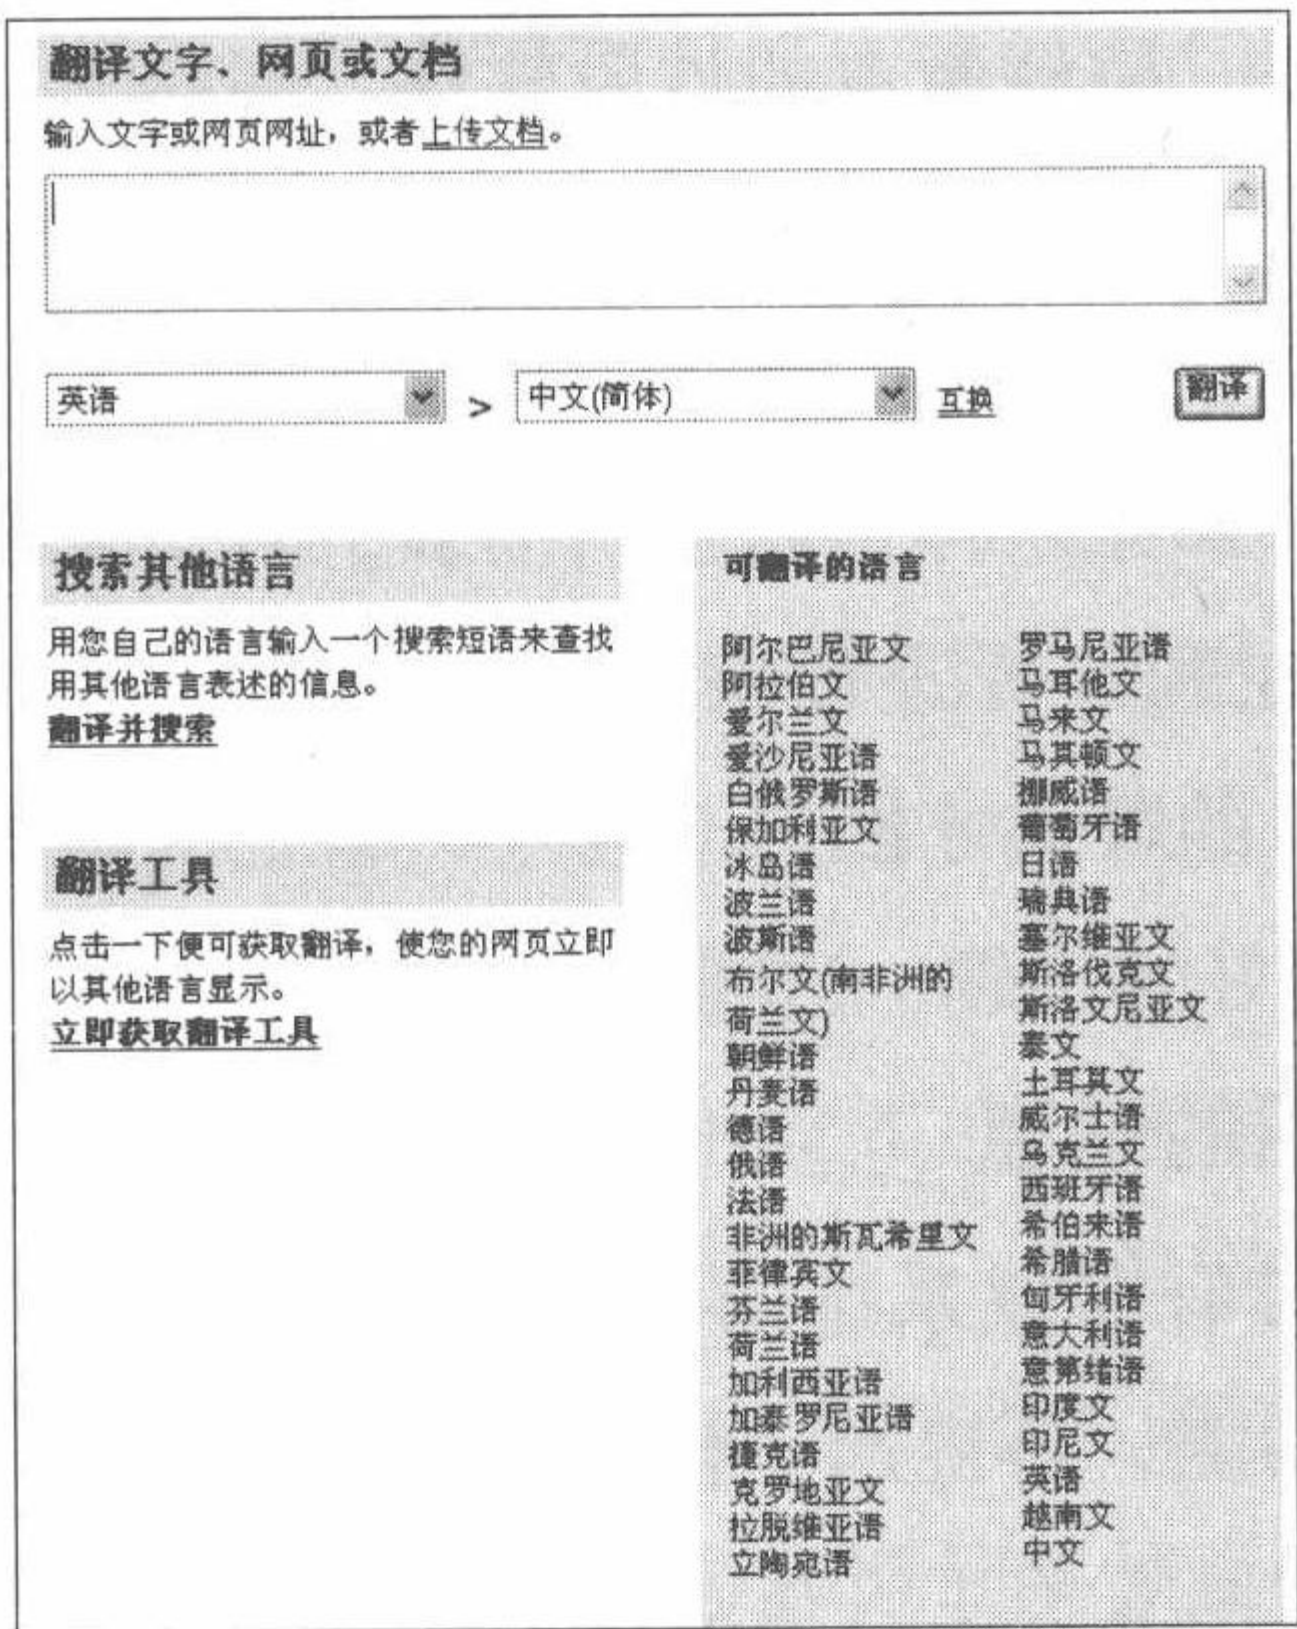 翻译文字、网页或文档
输入文字或网页网址，或者上传文档。
英语 > 中文(简体) 互换 翻译
搜索其他语言
用您自己的语言输入一个搜索短语来查找
用其他语言表述的信息。
翻译并搜索
翻译工具
点击一下便可获取翻译，使您的网页立即
以其他语言显示。
立即获取翻译工具
可翻译的语言
阿尔巴尼亚文
阿拉伯文
爱尔兰文
爱沙尼亚语
白俄罗斯语
保加利亚文
冰岛语
波兰语
波斯语
布尔文(南非洲的
荷兰文)
朝鲜语
丹麦语
德语
俄语
法语
非洲的斯瓦希里文
菲律宾文
芬兰语
荷兰语
加利西亚语
加泰罗尼亚语
捷克语
克罗地亚文
拉脱维亚语
立陶宛语
罗马尼亚语
马耳他文
马来文
马其顿文
挪威语
葡萄牙语
日语
瑞典语
塞尔维亚文
斯洛伐克文
斯洛文尼亚文
泰文
土耳其文
威尔士语
乌克兰文
西班牙语
希伯来语
希腊语
匈牙利语
意大利语
意第绪语
印度文
印尼文
英语
越南文
中文